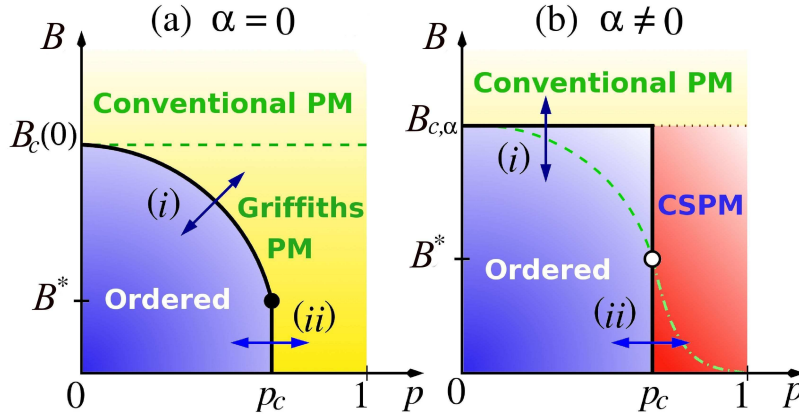 (a) α = 0
B
Conventional PM
B_c(0)
(i)
Griffiths
PM
B*
Ordered
(ii)
0
p_c
1
p
(b) α ≠ 0
B
Conventional PM
B_{c,α}
(i)
CSPM
B*
Ordered
(ii)
0
p_c
1
p